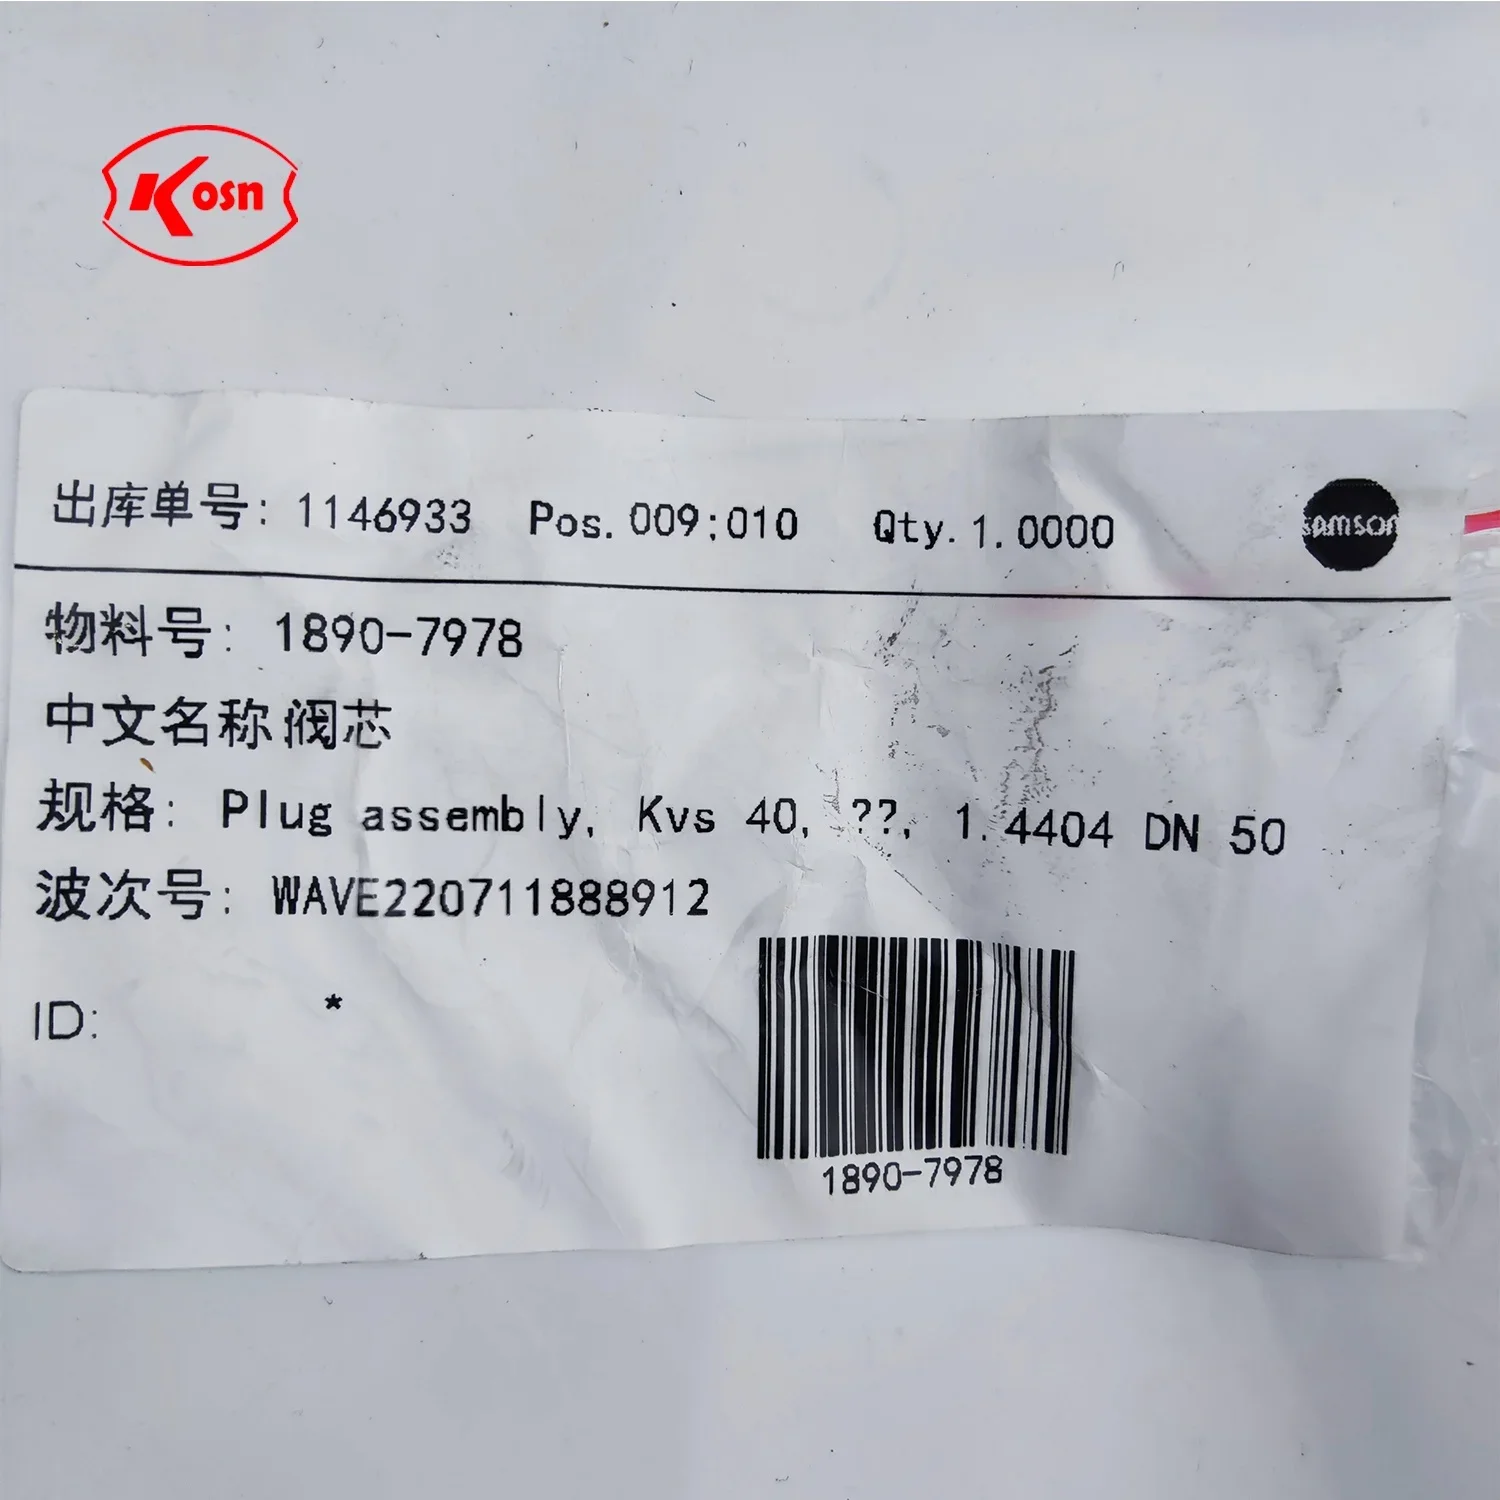 Kosn
出库单号: 1146933 Pos. 009;010 Qty. 1.0000 SAMSON
物料号: 1890-7978
中文名称 阀芯
规格: Plug assembly, Kvs 40, ??, 1.4404 DN 50
波次号: WAVE220711888912
ID: *
1890-7978